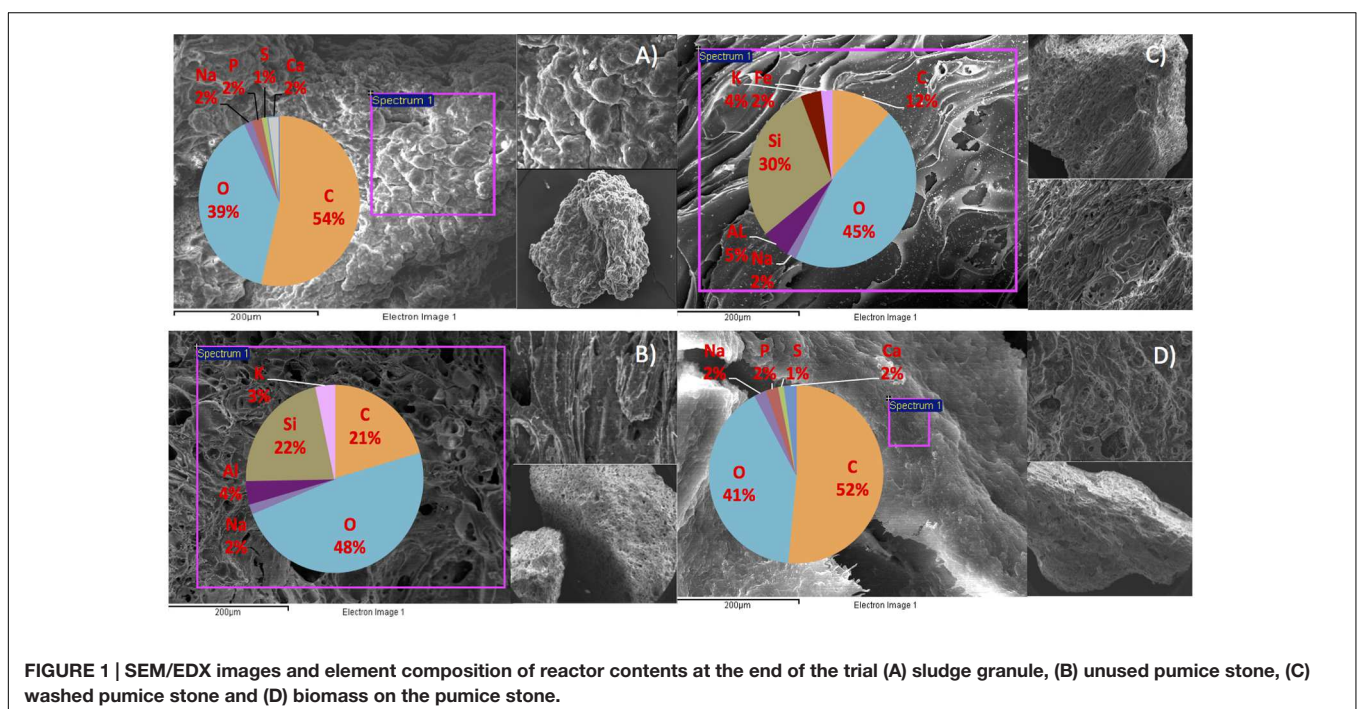 A)
S
P
Ca
Na
1%
2%
2%
2%
Spectrum 1
O
39%
C
54%
200µm
Electron Image 1
C)
Spectrum 1
K Fe
4% 2%
C
12%
Si
30%
O
45%
AL
5%
Na
2%
200µm
Electron Image 1
B)
Spectrum 1
K
3%
C
21%
Si
22%
Al
4%
Na
2%
O
48%
200µm
Electron Image 1
D)
Na P S Ca
2% 2% 1% 2%
Spectrum 1
O
41%
C
52%
200µm
Electron Image 1
FIGURE 1 | SEM/EDX images and element composition of reactor contents at the end of the trial (A) sludge granule, (B) unused pumice stone, (C)
washed pumice stone and (D) biomass on the pumice stone.